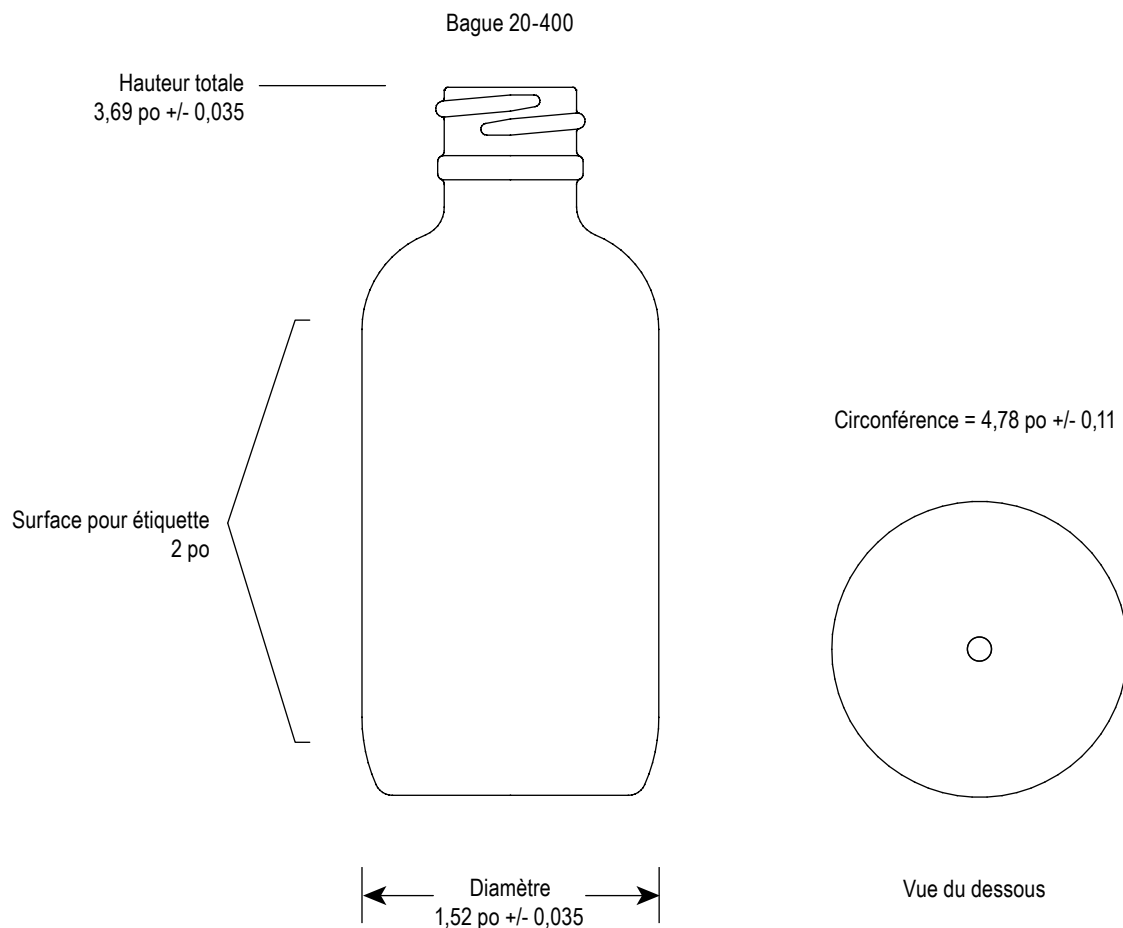 Bague 20-400
Hauteur totale
3,69 po +/- 0,035
Circonférence = 4,78 po +/- 0,11
Surface pour étiquette
2 po
Diamètre
1,52 po +/- 0,035
Vue du dessous